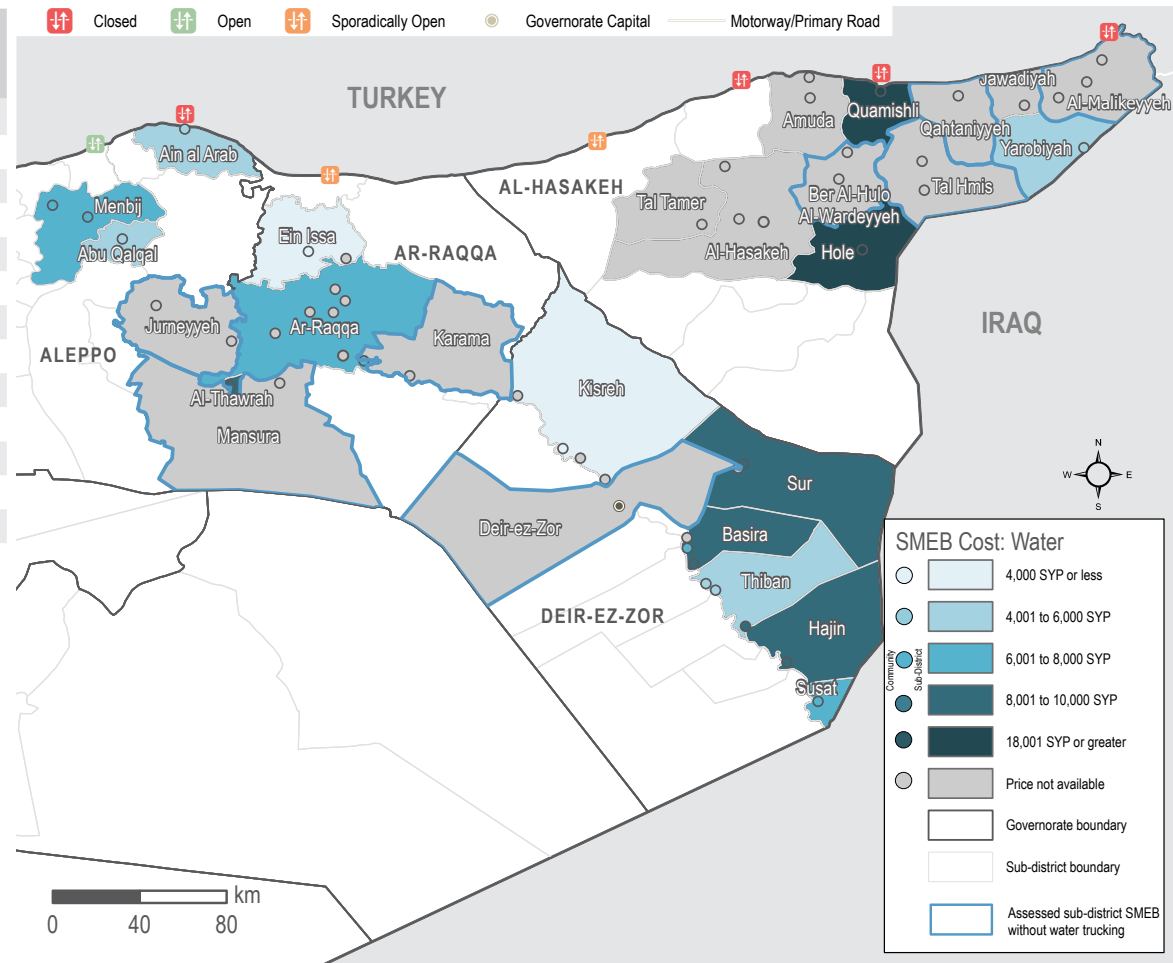 Closed
Open
Sporadically Open
Governorate Capital
Motorway/Primary Road
TURKEY
Ain al Arab
Menbij
Abu Qalqal
Ein Issa
AR-RAQQA
AL-HASAKEH
Amuda
Quamishli
Jawadiyah
Al-Malikeyyeh
Qahtaniyyeh
Yarobiyah
Tal Tamer
Ber Al-Hulo
Al-Wardeyyeh
Tal Hmis
Al-Hasakeh
Hole
Jurneyyeh
Ar-Raqqa
Karama
ALEPPO
IRAQ
Al-Thawrah
Mansura
Kisreh
Sur
Deir-ez-Zor
Basira
Thiban
DEIR-EZ-ZOR
Hajin
Susat
N
W
E
S
SMEB Cost: Water
4,000 SYP or less
4,001 to 6,000 SYP
6,001 to 8,000 SYP
8,001 to 10,000 SYP
18,001 SYP or greater
Price not available
Governorate boundary
Sub-district boundary
Assessed sub-district SMEB
without water trucking
Community
Sub-District
km
0 40 80